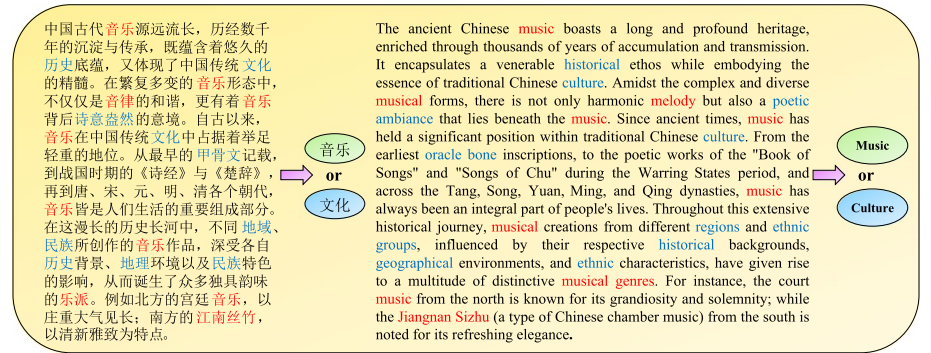 中国古代音乐源远流长，历经数千
年的沉淀与传承，既蕴含着悠久的
历史底蕴，又体现了中国传统文化
的精髓。在繁复多变的音乐形态中，
不仅仅是音律的和谐，更有着音乐
背后诗意盎然的意境。自古以来，
音乐在中国传统文化中占据着举足
轻重的地位。从最早的甲骨文记载，
到战国时期的《诗经》与《楚辞》，
再到唐、宋、元、明、清各个朝代，
音乐皆是人们生活的重要组成部分。
在这漫长的历史长河中，不同地域、
民族所创作的音乐作品，深受各自
历史背景、地理环境以及民族特色
的影响，从而诞生了众多独具韵味
的乐派。例如北方的宫廷音乐，以
庄重大气见长；南方的江南丝竹，
以清新雅致为特点。
音乐
or
文化
The ancient Chinese music boasts a long and profound heritage,
enriched through thousands of years of accumulation and transmission.
It encapsulates a venerable historical ethos while embodying the
essence of traditional Chinese culture. Amidst the complex and diverse
musical forms, there is not only harmonic melody but also a poetic
ambiance that lies beneath the music. Since ancient times, music has
held a significant position within traditional Chinese culture. From the
earliest oracle bone inscriptions, to the poetic works of the "Book of
Songs" and "Songs of Chu" during the Warring States period, and
across the Tang, Song, Yuan, Ming, and Qing dynasties, music has
always been an integral part of people's lives. Throughout this extensive
historical journey, musical creations from different regions and ethnic
groups, influenced by their respective historical backgrounds,
geographical environments, and ethnic characteristics, have given rise
to a multitude of distinctive musical genres. For instance, the court
music from the north is known for its grandiosity and solemnity; while
the Jiangnan Sizhu (a type of Chinese chamber music) from the south is
noted for its refreshing elegance.
Music
or
Culture